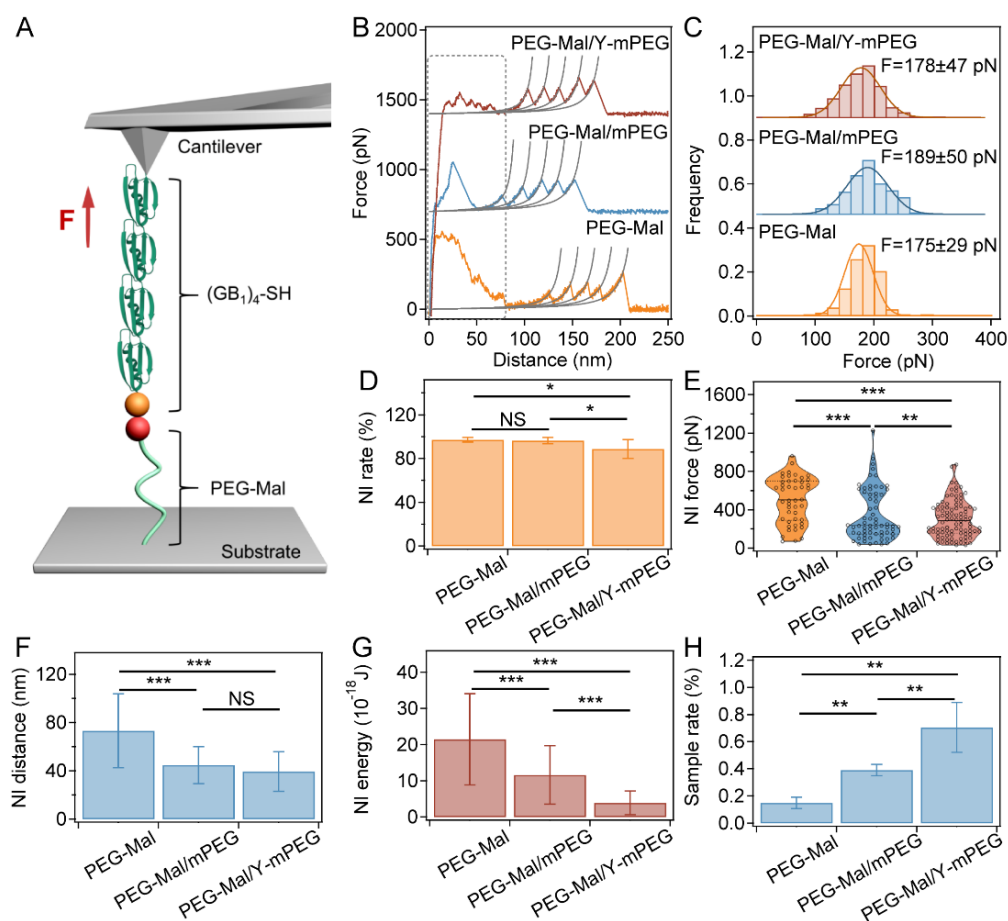 A
Cantilever
F
(GB1)4-SH
PEG-Mal
Substrate
B
2000
1500
1000
500
0
Force (pN)
PEG-Mal/Y-mPEG
PEG-Mal/mPEG
PEG-Mal
0 50 100 150 200 250
Distance (nm)
C
1.2
1.0
0.8
0.6
0.4
0.2
0.0
Frequency
PEG-Mal/Y-mPEG
F=178±47 pN
PEG-Mal/mPEG
F=189±50 pN
PEG-Mal
F=175±29 pN
0 100 200 300 400
Force (pN)
D
120
80
40
0
NI rate (%)
*
NS
*
PEG-Mal
PEG-Mal/mPEG
PEG-Mal/Y-mPEG
E
1600
1200
800
400
0
NI force (pN)
***
***
**
PEG-Mal
PEG-Mal/mPEG
PEG-Mal/Y-mPEG
F
120
80
40
0
NI distance (nm)
***
***
NS
PEG-Mal
PEG-Mal/mPEG
PEG-Mal/Y-mPEG
G
40
30
20
10
0
NI energy (10⁻¹⁸J)
***
***
***
PEG-Mal
PEG-Mal/mPEG
PEG-Mal/Y-mPEG
H
1.2
1.0
0.8
0.6
0.4
0.2
0.0
Sample rate (%)
**
**
**
PEG-Mal
PEG-Mal/mPEG
PEG-Mal/Y-mPEG